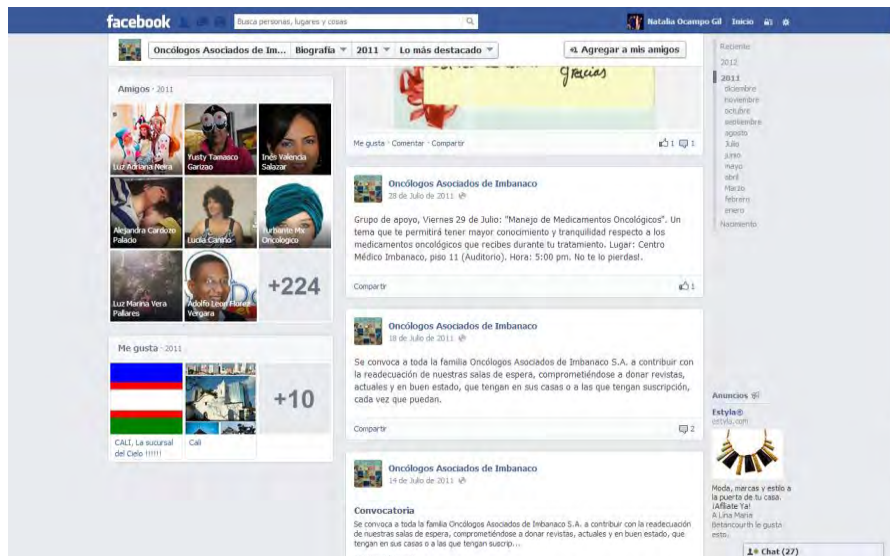 facebook
Busca personas, lugares y cosas
Natalia Ocampo Gil
Inicio
Oncólogos Asociados de Im...
Biografía
2011
Lo más destacado
Agregar a mis amigos
Amigos · 2011
Luz Adriana Neira
Yusty Tamasco
Garizao
Inés Valencia
Salazar
Alejandra Cardozo
Palacio
Lucila Cariño
Turbante Mx
Oncologico
Luz Marina Vera
Pallares
Adolfo Leon Florez
Vergara
+224
Me gusta · 2011
CALI, La sucursal
del Cielo !!!!!!
Cali
+10
gracias
Me gusta · Comentar · Compartir
1 1
Oncólogos Asociados de Imbanaco
28 de Julio de 2011
Grupo de apoyo, Viernes 29 de Julio: "Manejo de Medicamentos Oncológicos". Un
tema que te permitirá tener mayor conocimiento y tranquilidad respecto a los
medicamentos oncológicos que recibes durante tu tratamiento. Lugar: Centro
Médico Imbanaco, piso 11 (Auditorio). Hora: 5:00 pm. No te lo pierdas!.
Compartir
1
Oncólogos Asociados de Imbanaco
18 de Julio de 2011
Se convoca a toda la familia Oncólogos Asociados de Imbanaco S.A. a contribuir con
la readecuación de nuestras salas de espera, comprometiéndose a donar revistas,
actuales y en buen estado, que tengan en sus casas o a las que tengan suscripción,
cada vez que puedan.
Compartir
2
Oncólogos Asociados de Imbanaco
14 de Julio de 2011
Convocatoria
Se convoca a toda la familia Oncólogos Asociados de Imbanaco S.A. a contribuir con la readecuación
de nuestras salas de espera, comprometiéndose a donar revistas, actuales y en buen estado, que
tengan en sus casas o a las que tengan suscrip...
Reciente
2012
2011
diciembre
noviembre
octubre
septiembre
agosto
Julio
junio
mayo
abril
Marzo
febrero
enero
Nacimiento
Anuncios
Estyla®
estyla.com
Moda, marcas y estilo a
la puerta de tu casa.
¡Afíliate Ya!
A Lina Maria
Betancourth le gusta
esto.
Chat (27)